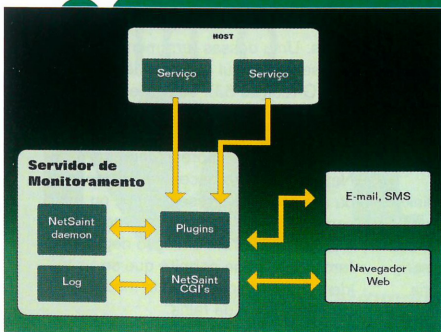 HOST
Serviço
Serviço
Servidor de
Monitoramento
NetSaint
daemon
Plugins
Log
NetSaint
CGI's
E-mail, SMS
Navegador
Web